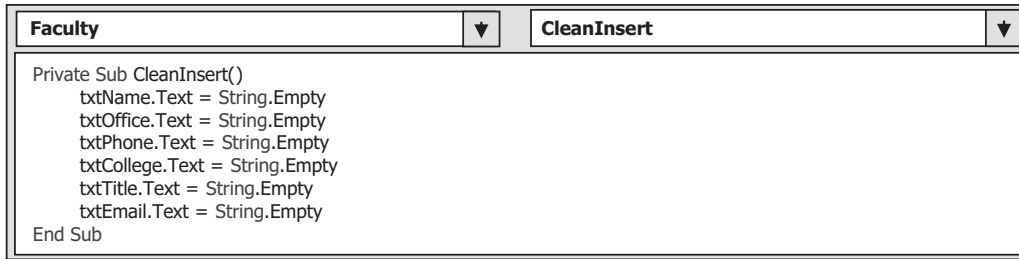 Faculty CleanInsert
Private Sub CleanInsert()
txtName.Text = String.Empty
txtOffice.Text = String.Empty
txtPhone.Text = String.Empty
txtCollege.Text = String.Empty
txtTitle.Text = String.Empty
txtEmail.Text = String.Empty
End Sub